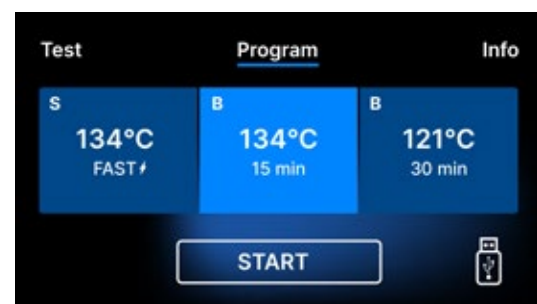 Test Program Info
S B B
134°C 134°C 121°C
FAST 15 min 30 min
START